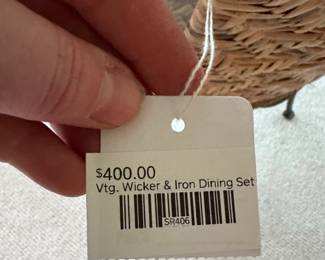 $400.00
Vtg. Wicker & Iron Dining Set
SR406